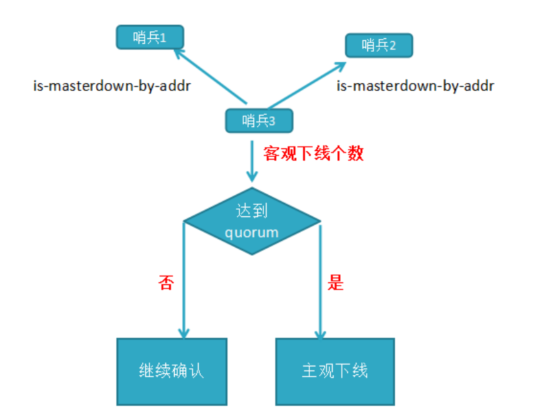 哨兵1
哨兵2
is-masterdown-by-addr
is-masterdown-by-addr
哨兵3
客观下线个数
达到
quorum
否
是
继续确认
主观下线